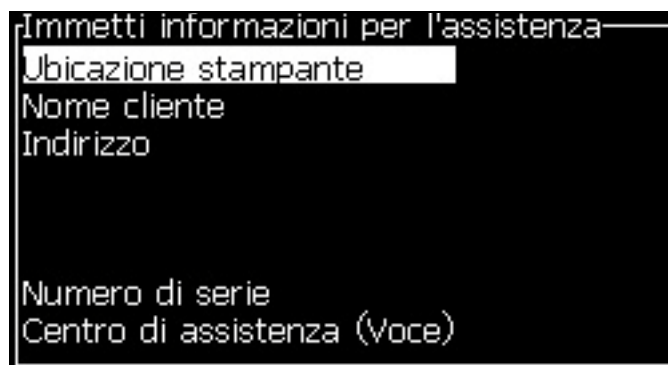 Immetti informazioni per l'assistenza
Ubicazione stampante
Nome cliente
Indirizzo
Numero di serie
Centro di assistenza (Voce)